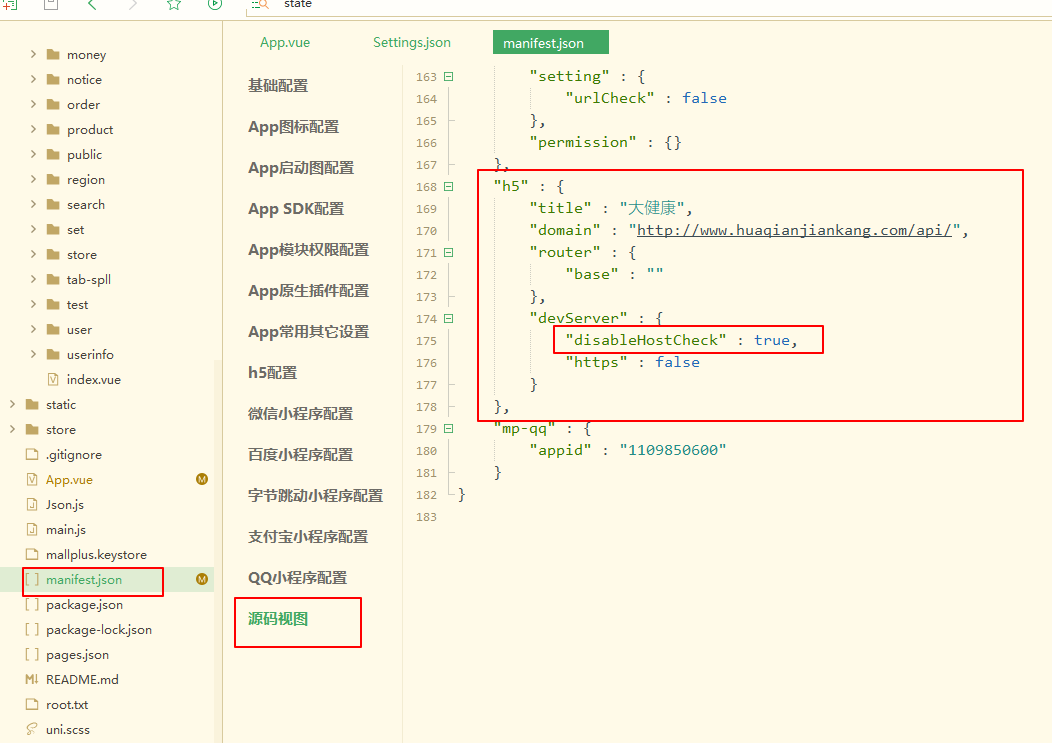 state
money
notice
order
product
public
region
search
set
store
tab-spll
test
user
userinfo
index.vue
static
store
.gitignore
App.vue M
Json.js
main.js
mallplus.keystore
[ ] manifest.json M
[ ] package.json
[ ] package-lock.json
[ ] pages.json
M↓ README.md
root.txt
uni.scss
App.vue Settings.json manifest.json
基础配置
App图标配置
App启动图配置
App SDK配置
App模块权限配置
App原生插件配置
App常用其它设置
h5配置
微信小程序配置
百度小程序配置
字节跳动小程序配置
支付宝小程序配置
QQ小程序配置
源码视图
163 "setting" : {
164 "urlCheck" : false
165 },
166 "permission" : {}
167 },
168 "h5" : {
169 "title" : "大健康",
170 "domain" : "http://www.huaqianjiankang.com/api/",
171 "router" : {
172 "base" : ""
173 },
174 "devServer" : {
175 "disableHostCheck" : true,
176 "https" : false
177 }
178 },
179 "mp-qq" : {
180 "appid" : "1109850600"
181 }
182 }
183